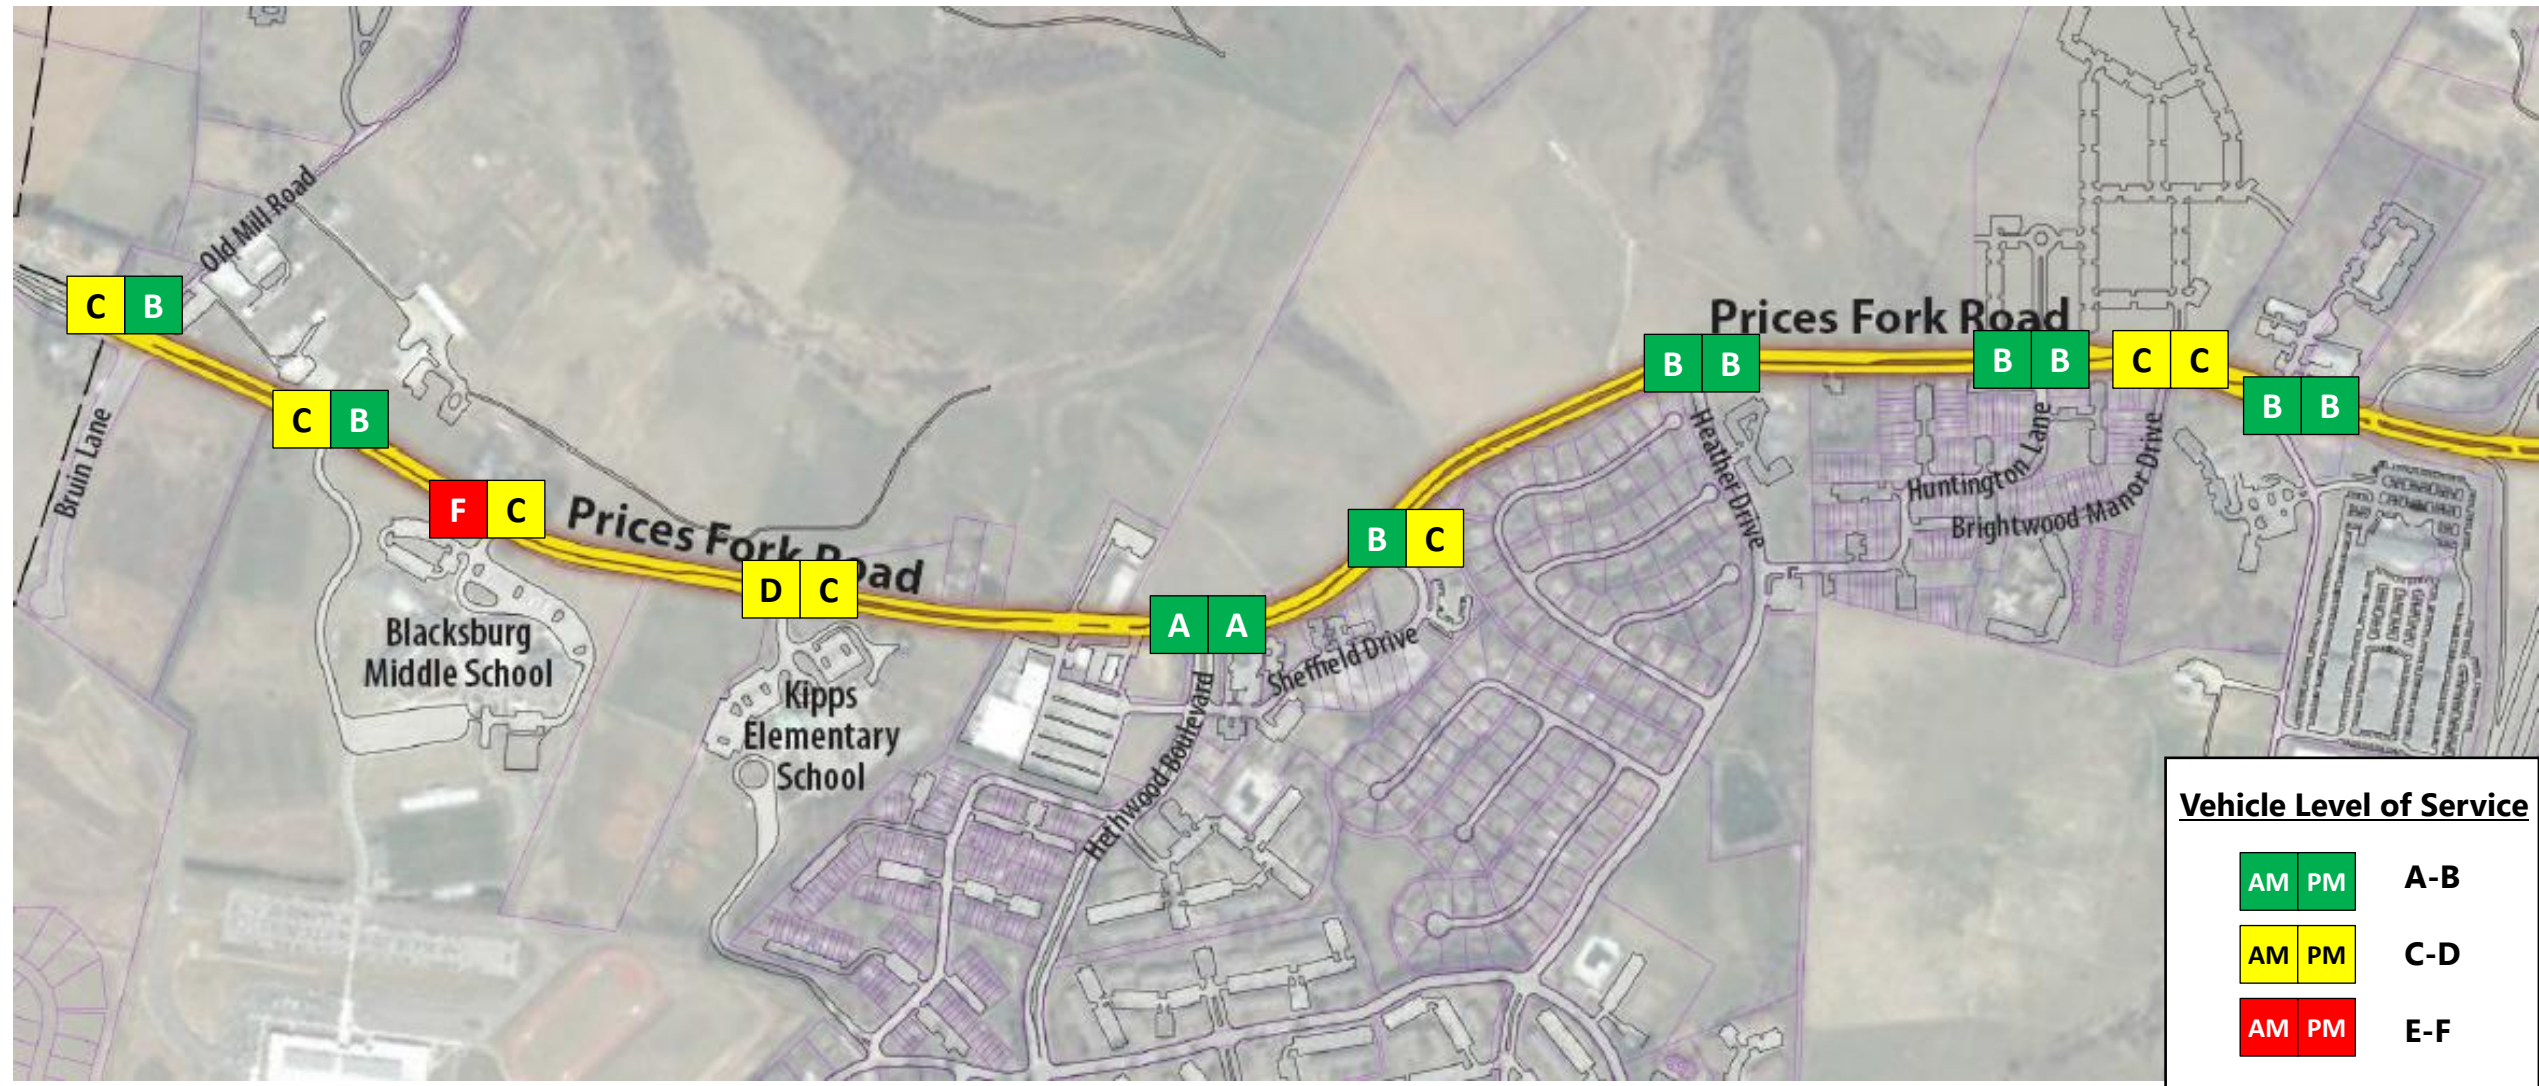 Old Mill Road
C B
Bruin Lane
C B
F C
Prices Fork Road
Blacksburg
Middle School
D C
Kipps
Elementary
School
A A
Hethwood Boulevard
Sheffield Drive
B C
Prices Fork Road
B B
Heather Drive
B B
C C
B B
Huntington Lane
Brightwood Manor Drive
Vehicle Level of Service
AM PM A-B
AM PM C-D
AM PM E-F